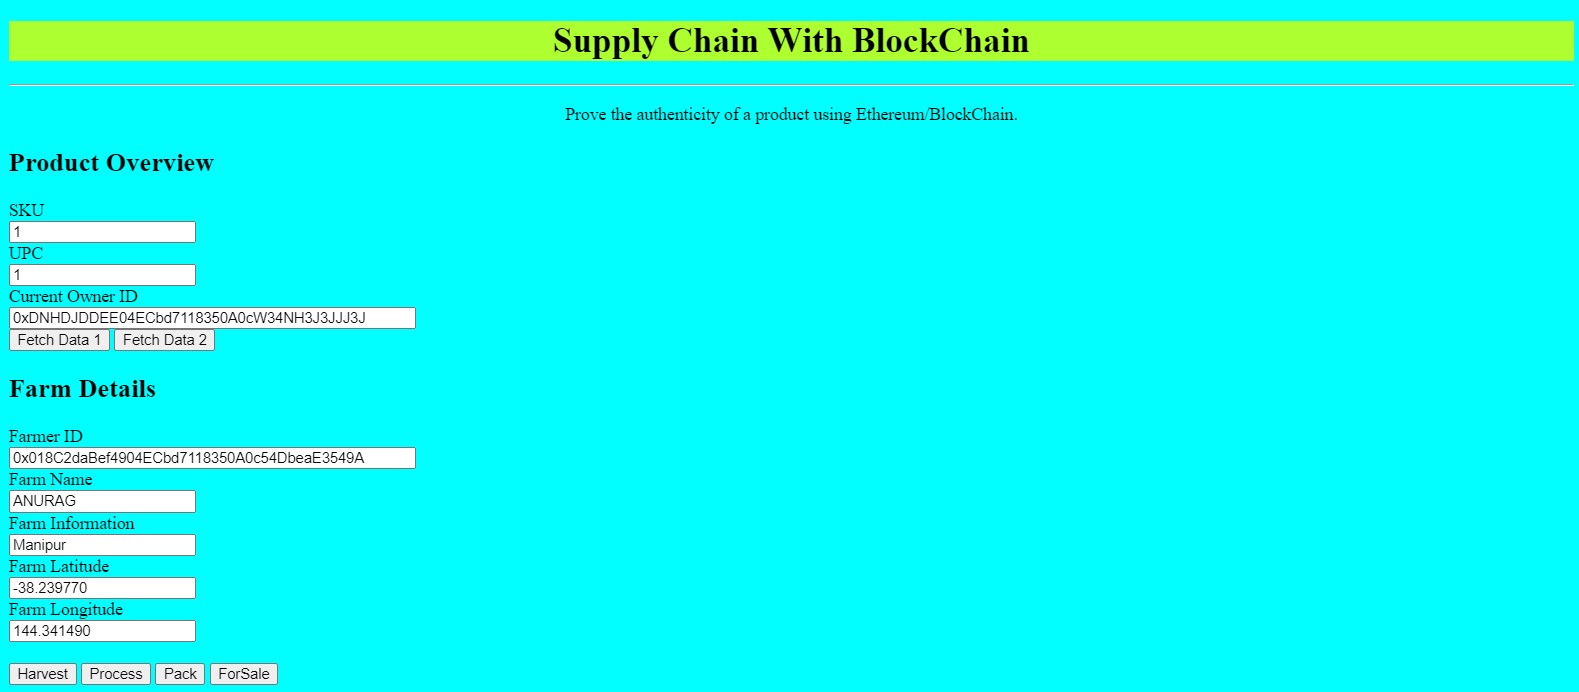 Supply Chain With BlockChain
Prove the authenticity of a product using Ethereum/BlockChain.
Product Overview
SKU
1
UPC
1
Current Owner ID
0xDNHDJDDEE04ECbd7118350A0cW34NH3J3JJJ3J
Fetch Data 1 Fetch Data 2
Farm Details
Farmer ID
0x018C2daBef4904ECbd7118350A0c54DbeaE3549A
Farm Name
ANURAG
Farm Information
Manipur
Farm Latitude
-38.239770
Farm Longitude
144.341490
Harvest Process Pack ForSale